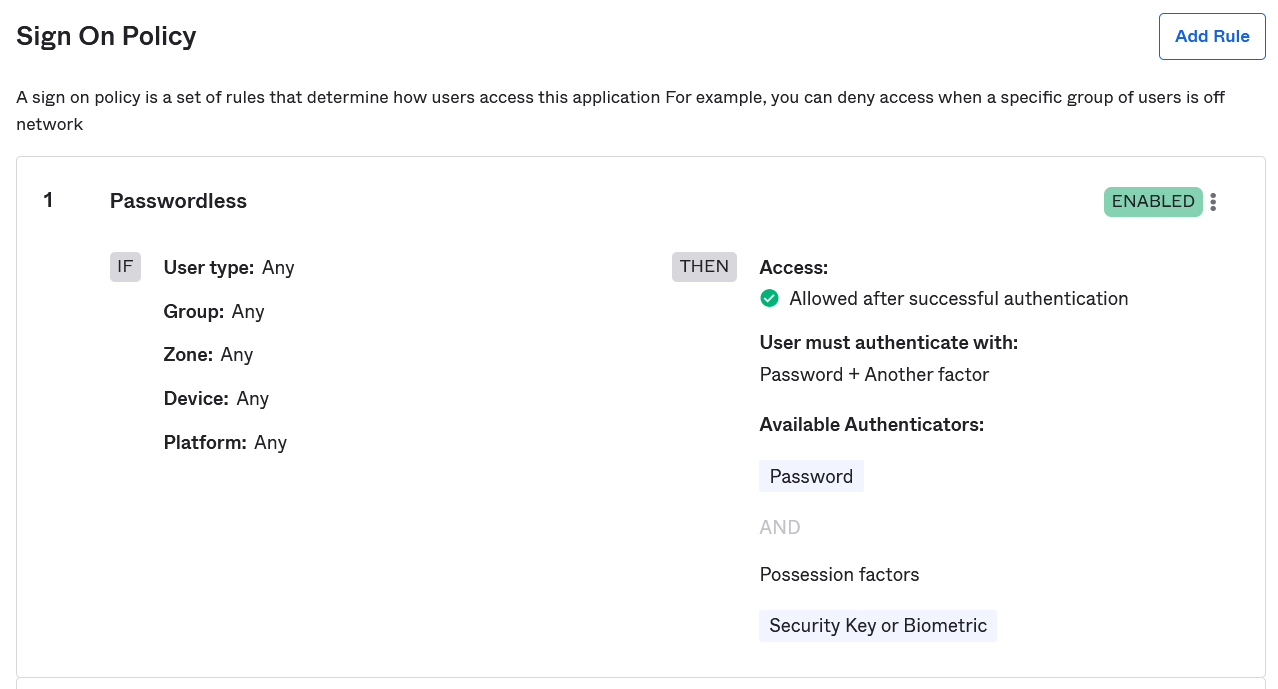 Sign On Policy
Add Rule
A sign on policy is a set of rules that determine how users access this application For example, you can deny access when a specific group of users is off
network
1
Passwordless
ENABLED
IF
User type: Any
Group: Any
Zone: Any
Device: Any
Platform: Any
THEN
Access:
Allowed after successful authentication
User must authenticate with:
Password + Another factor
Available Authenticators:
Password
AND
Possession factors
Security Key or Biometric